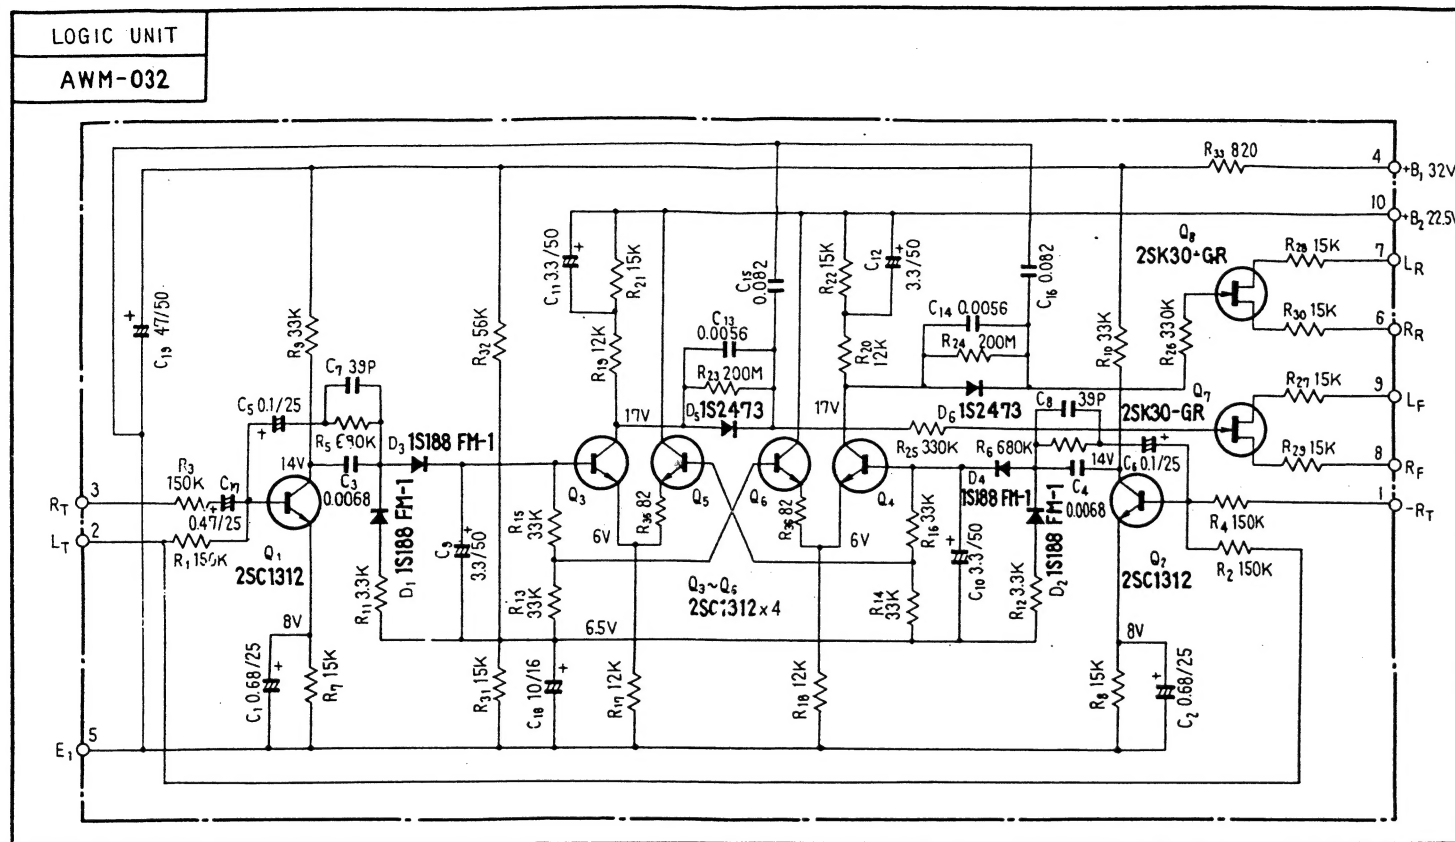 LOGIC UNIT
AWM-032
R33 820
4
+B1 32V
10
+B2 22.5V
Q8
2SK30-GR
R28 15K
7
LR
R30 15K
6
RR
R26 330K
C19 47/50
R9 33K
R32 56K
C11 3.3/50
R21 15K
R19 12K
C15
0.082
C13
0.0056
R23 200M
R22 15K
C12
3.3/50
C14 0.0056
R24
200M
R20
12K
C16 0.082
R10 33K
C7 39P
C5 0.1/25
R5
D3 1S188 FM-1
17V
D5 1S2473
17V
D6 1S2473
C8 39P
Q7
2SK30-GR
R27 15K
9
LF
R29 15K
8
RF
R25 330K
R6 680K
14V
C3
0.0068
14V
C6 0.1/25
C4
0.0068
D4
1S188 FM-1
R3
150K
3
RT
0.47/25
2
LT
R1
Q1
2SC1312
R11 3.3K
D1 1S188 FM-1
C9
3.3/50
R15
33K
Q3
Q5
Q6
Q4
R36 82
R36 82
6V
6V
R16 33K
C10 3.3/50
R13
33K
Q3~Q6
2SC1312×4
R14
33K
R12 3.3K
D2 1S188 FM-1
Q2
2SC1312
R4 150K
1
-RT
R2 150K
8V
6.5V
8V
C1 0.68/25
R7 15K
R31 15K
C18 10/16
R17 12K
R18 12K
R8 15K
C2 0.68/25
5
E1